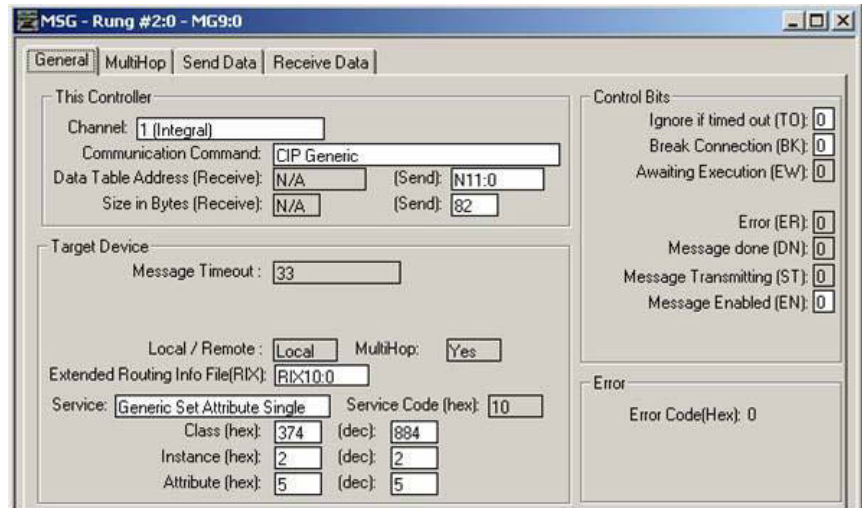 MSG - Rung #2:0 - MG9:0
General MultiHop Send Data Receive Data
This Controller
Channel: 1 (Integral)
Communication Command: CIP Generic
Data Table Address (Receive): N/A (Send): N11:0
Size in Bytes (Receive): N/A (Send): 82
Target Device
Message Timeout : 33
Local / Remote : Local MultiHop: Yes
Extended Routing Info File(RIX): RIX10:0
Service: Generic Set Attribute Single Service Code (hex): 10
Class (hex): 374 (dec): 884
Instance (hex): 2 (dec): 2
Attribute (hex): 5 (dec): 5
Control Bits
Ignore if timed out (TO): 0
Break Connection (BK): 0
Awaiting Execution (EW): 0
Error (ER): 0
Message done (DN): 0
Message Transmitting (ST): 0
Message Enabled (EN): 0
Error
Error Code(Hex): 0